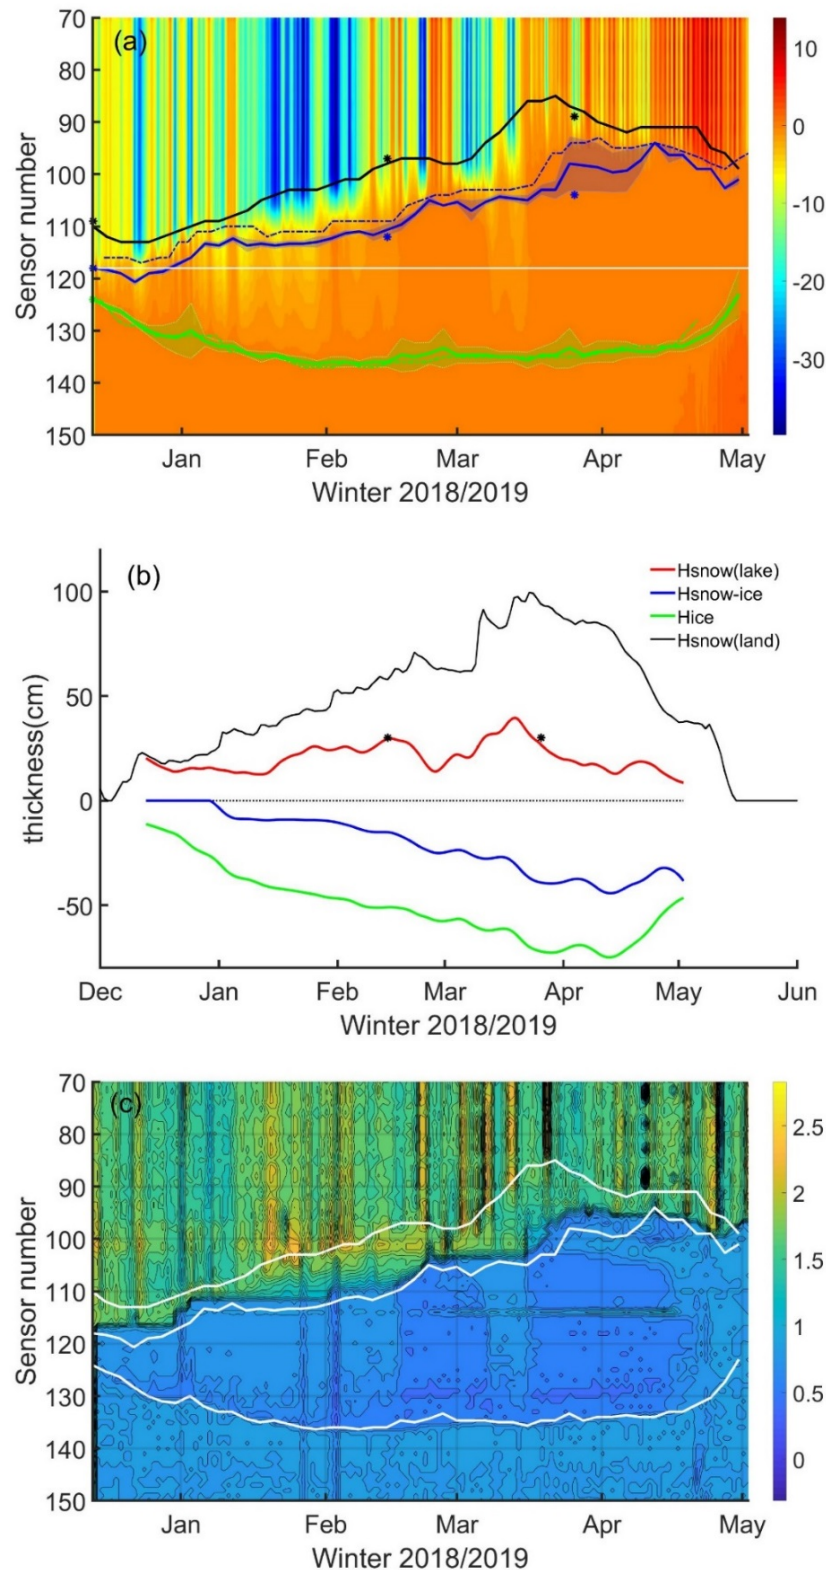 (a)
70
80
90
100
110
120
130
140
150
Sensor number
Jan Feb Mar Apr May
Winter 2018/2019
10
0
-10
-20
-30
(b)
100
50
0
-50
thickness(cm)
Hsnow(lake)
Hsnow-ice
Hice
Hsnow(land)
Dec Jan Feb Mar Apr May Jun
Winter 2018/2019
(c)
70
80
90
100
110
120
130
140
150
Sensor number
Jan Feb Mar Apr May
Winter 2018/2019
2.5
2
1.5
1
0.5
0